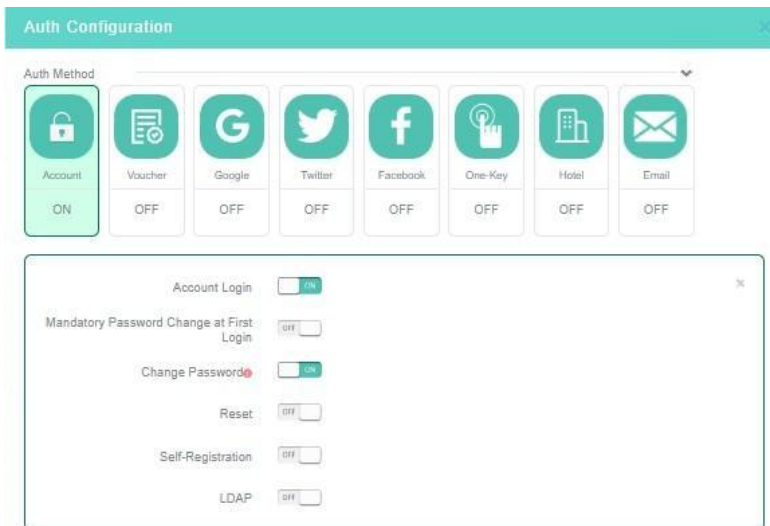 Auth Configuration
Auth Method
Account Voucher Google Twitter Facebook One-Key Hotel Email
ON OFF OFF OFF OFF OFF OFF OFF
Account Login ON
Mandatory Password Change at First
Login OFF
Change Password ON
Reset OFF
Self-Registration OFF
LDAP OFF